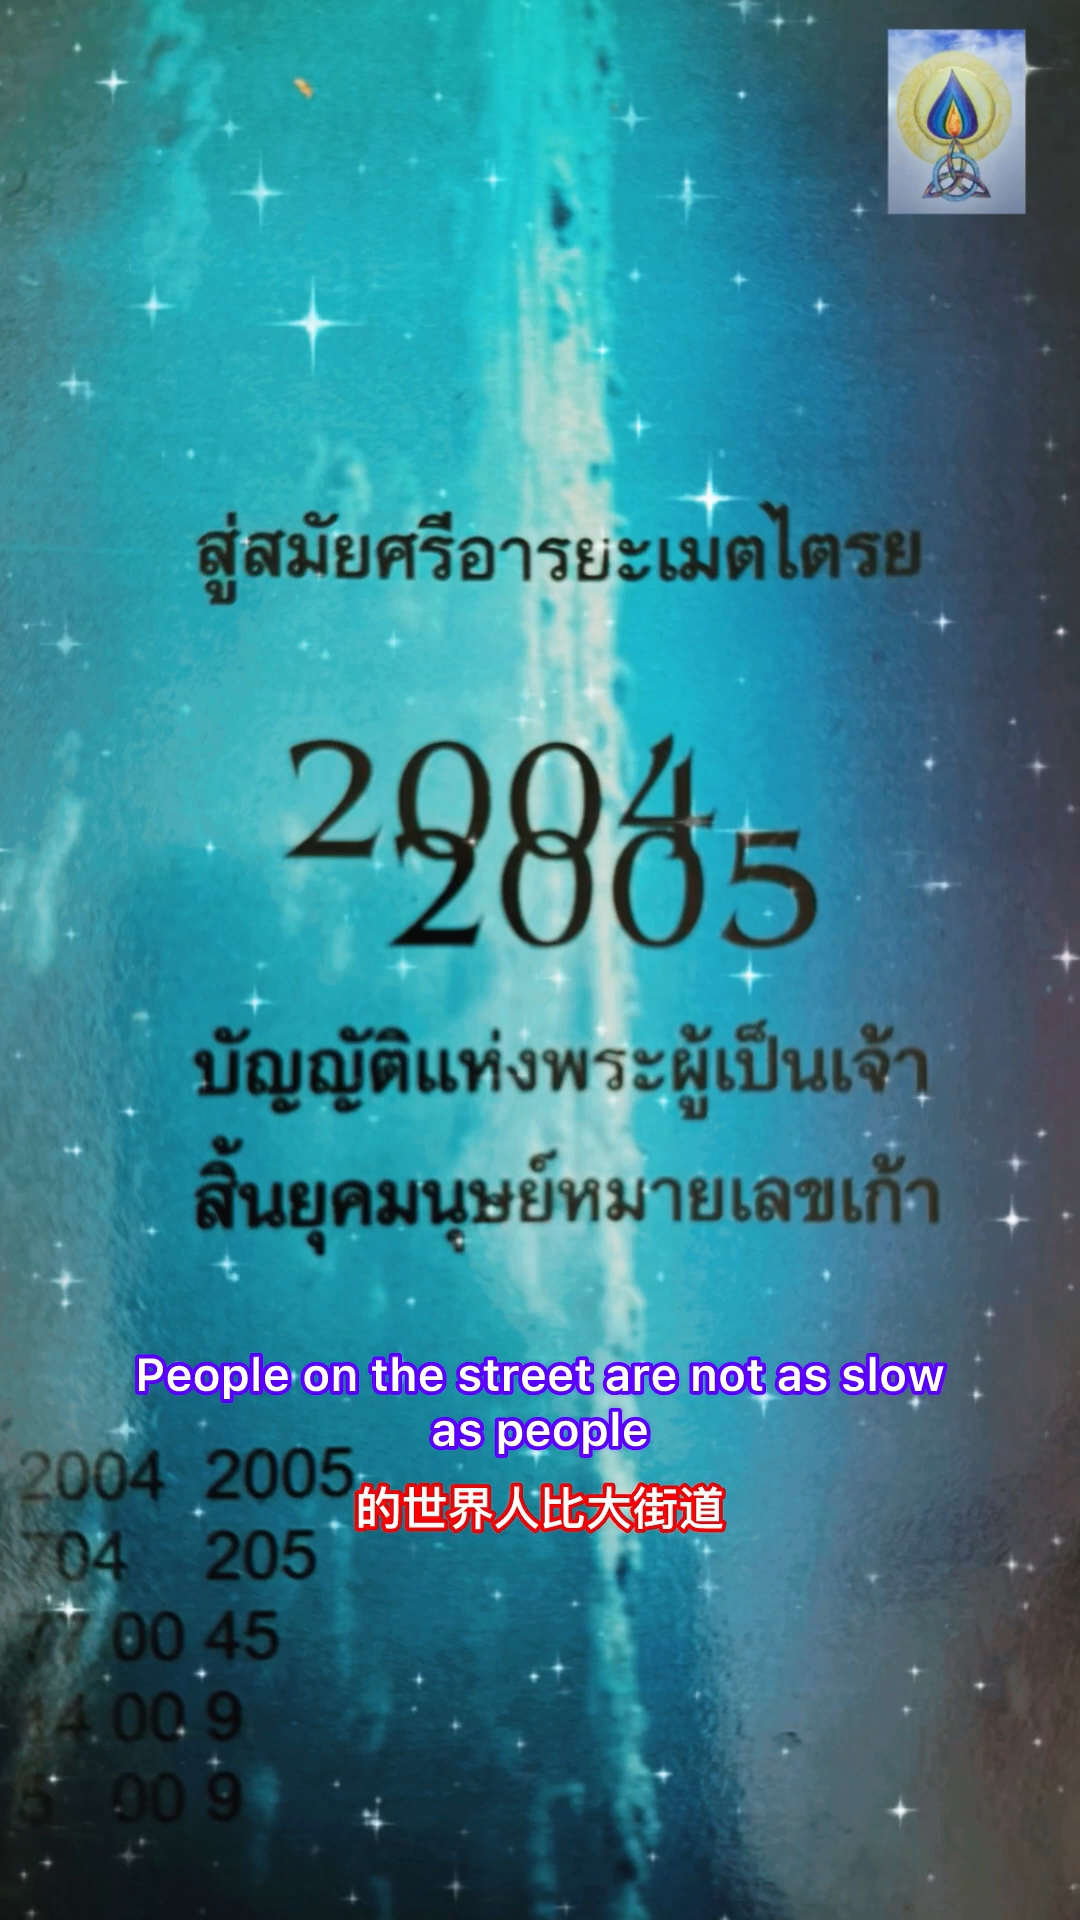 สู่สมัยศรีอารยะเมตไตรย
2004
2005
บัญญัติแห่งพระผู้เป็นเจ้า
สิ้นยุคมนุษย์หมายเลขเก้า
People on the street are not as slow
as people
的世界人比大街道
2004 2005
704 205
77 00 45
14 00 9
5 00 9